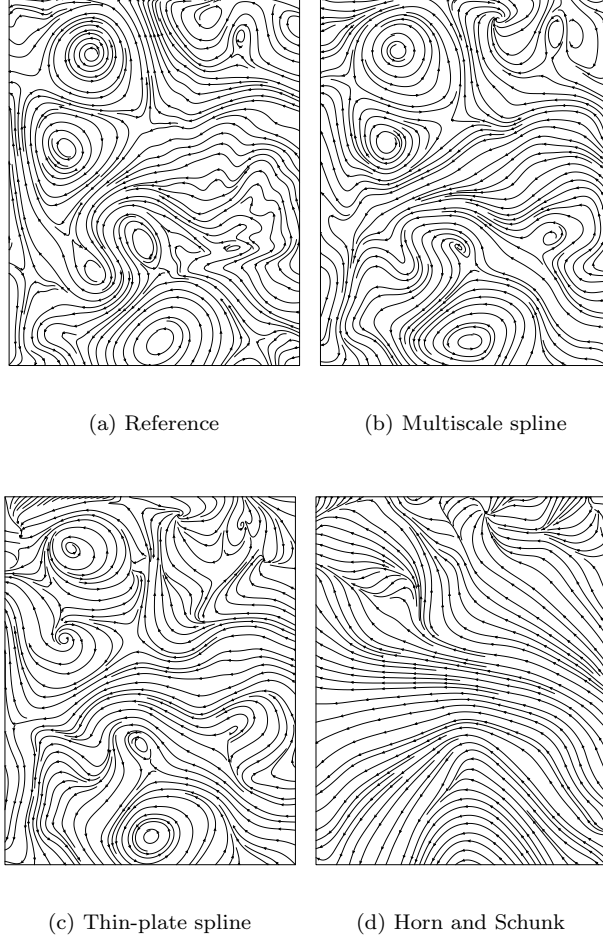 (a) Reference
(b) Multiscale spline
(c) Thin-plate spline
(d) Horn and Schunk